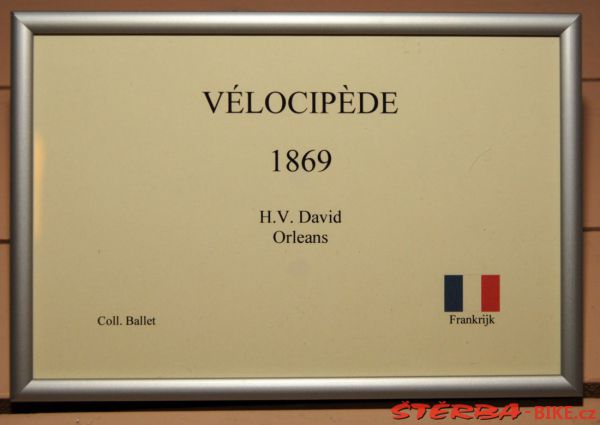 VÉLOCIPÈDE
1869
H.V. David
Orleans
Coll. Ballet
Frankrijk
ŠTĚRBA-BIKE.cz